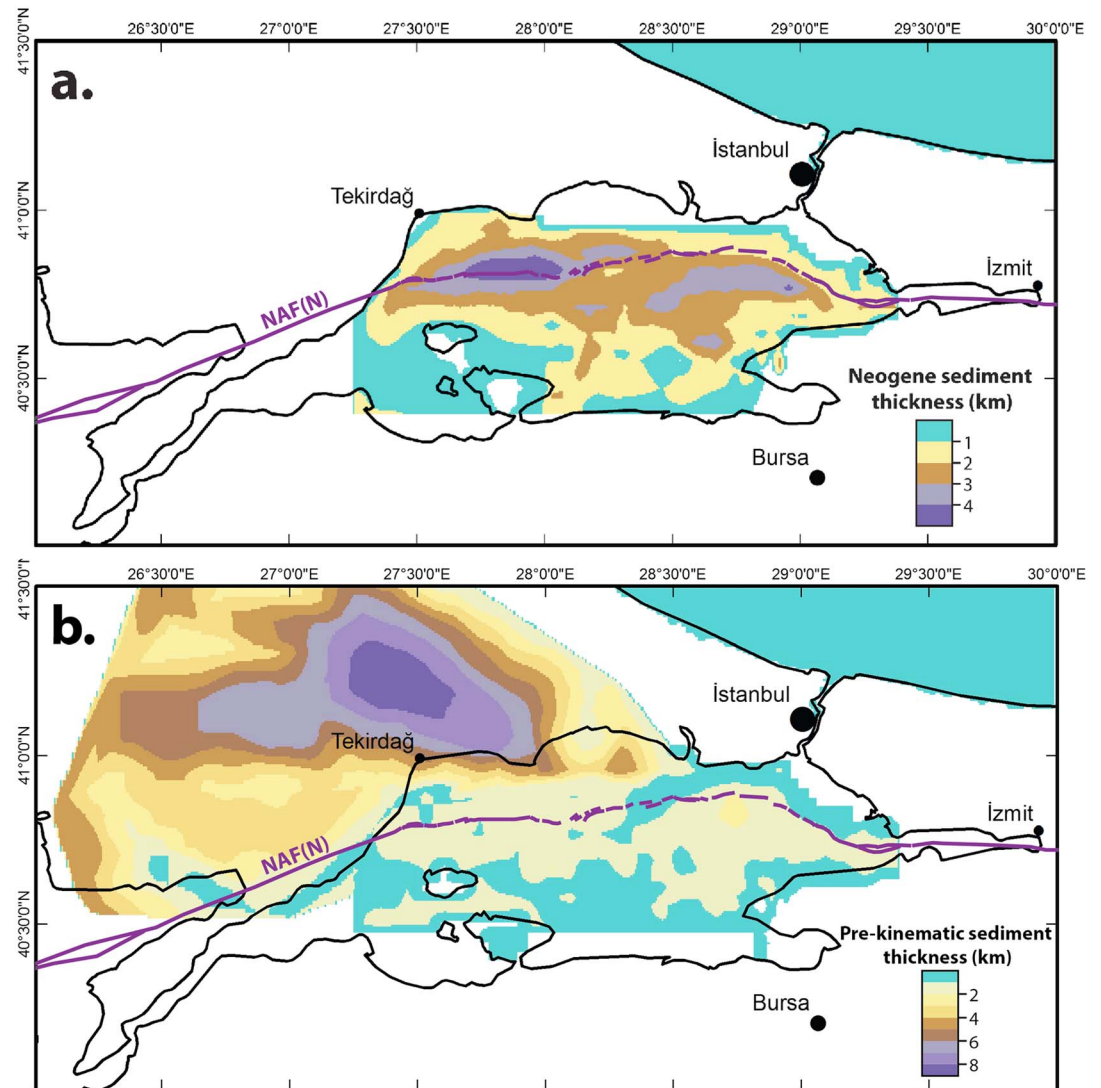 26°30'0"E 27°0'0"E 27°30'0"E 28°0'0"E 28°30'0"E 29°0'0"E 29°30'0"E 30°0'0"E
41°30'0"N
a.
İstanbul
Tekirdağ
41°0'0"N
İzmit
NAF(N)
40°30'0"N
Neogene sediment
thickness (km)
1
2
3
4
Bursa
26°30'0"E 27°0'0"E 27°30'0"E 28°0'0"E 28°30'0"E 29°0'0"E 29°30'0"E 30°0'0"E
41°30'0"N
b.
İstanbul
Tekirdağ
41°0'0"N
İzmit
NAF(N)
40°30'0"N
Pre-kinematic sediment
thickness (km)
2
4
6
8
Bursa